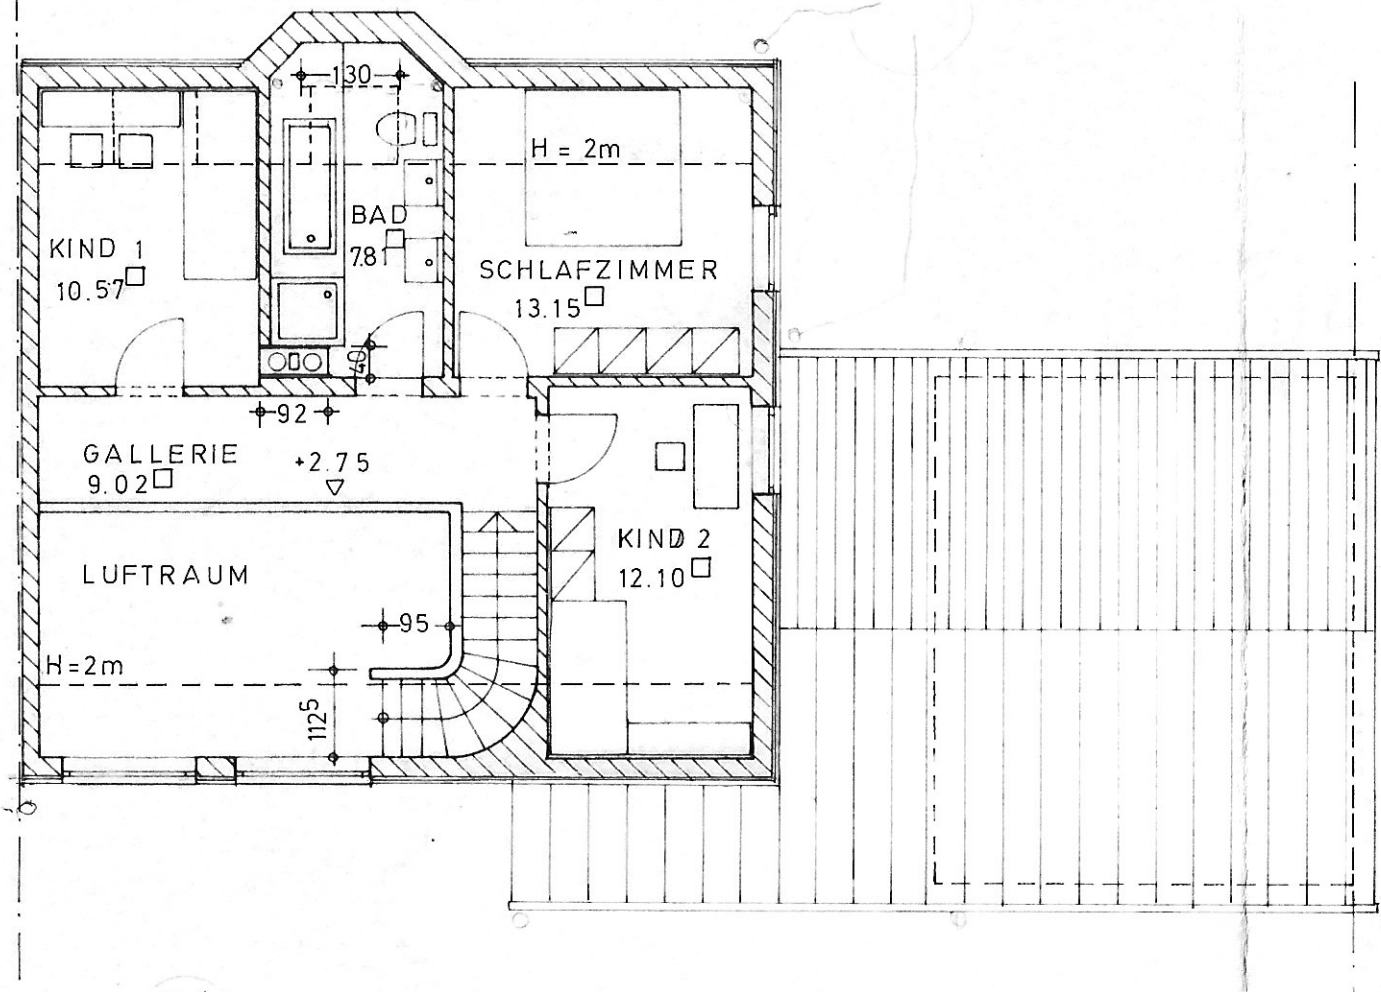 130
H = 2m
BAD
7.81
KIND 1
10.57
SCHLAFZIMMER
13.15
40
92
GALLERIE
9.02
+2.75
KIND 2
12.10
LUFTRAUM
95
H=2m
112⁵